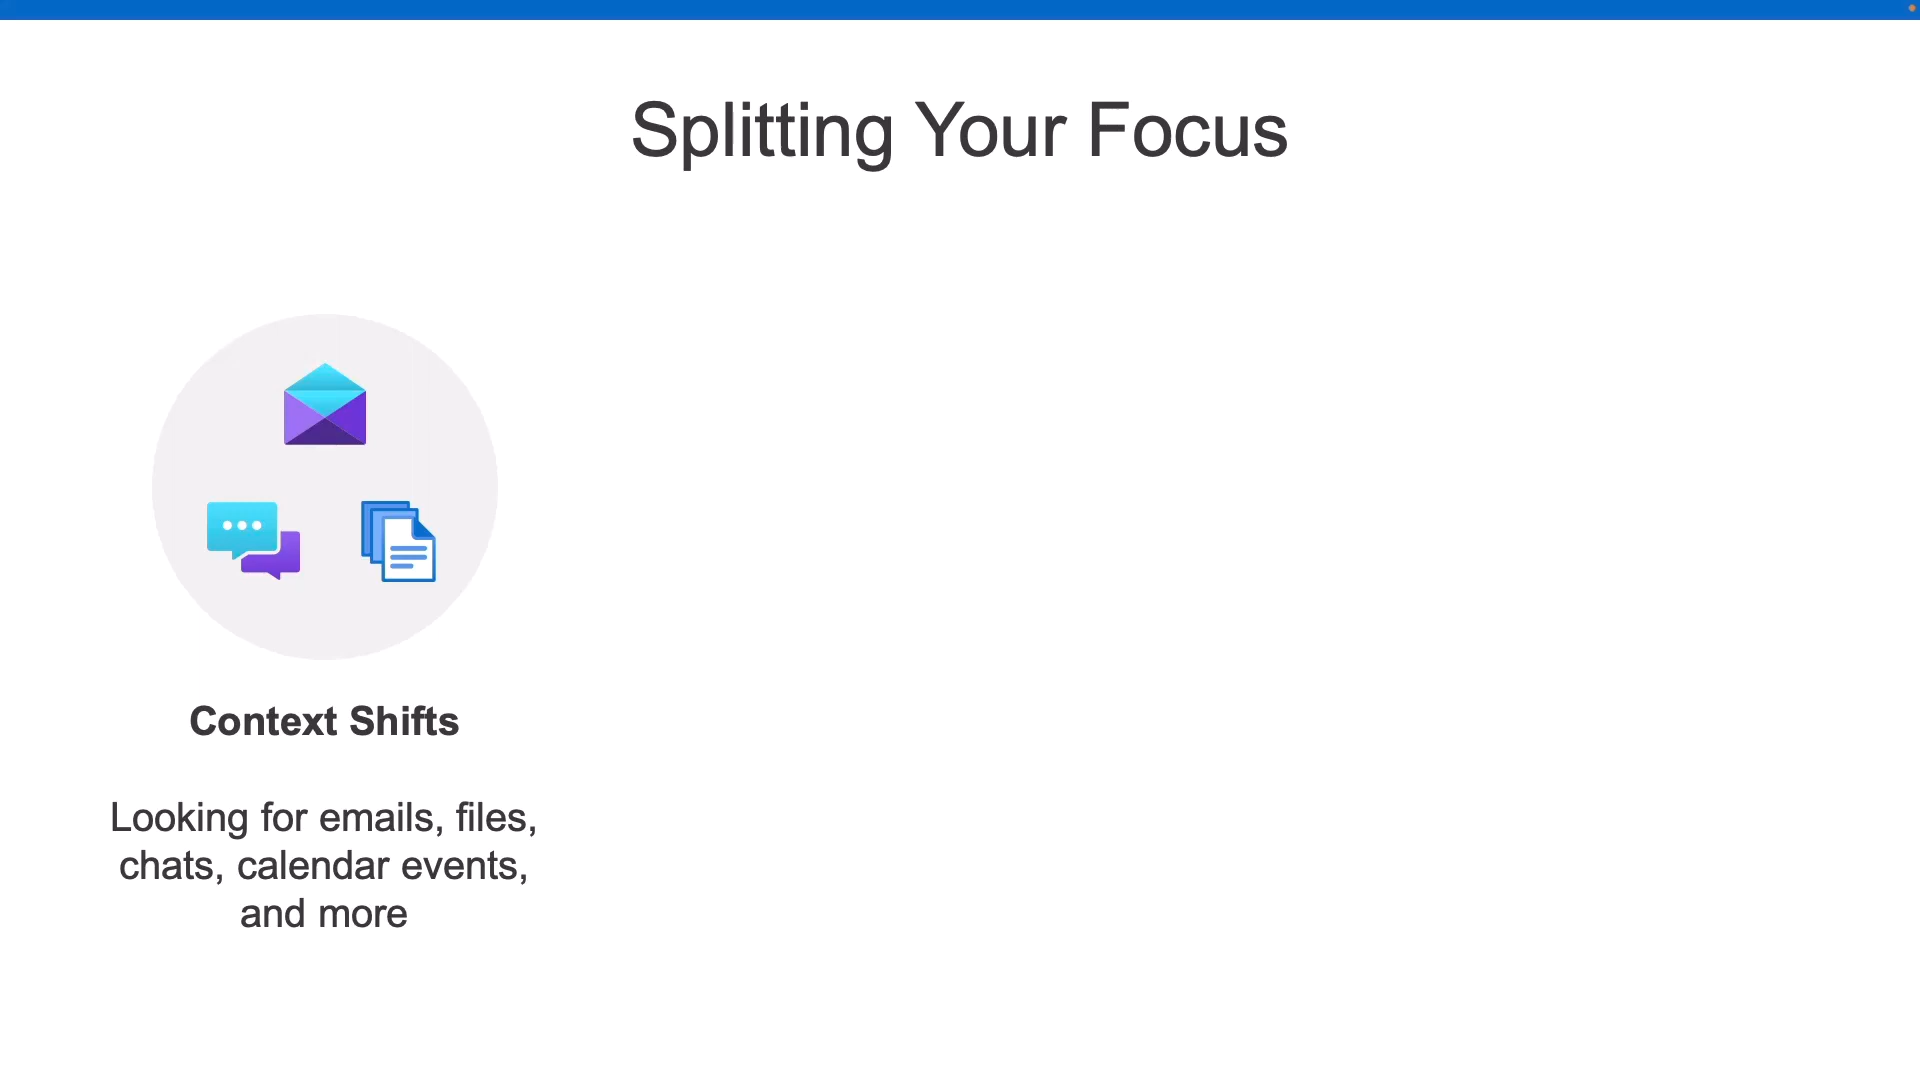 Splitting Your Focus
Context Shifts
Looking for emails, files,
chats, calendar events,
and more